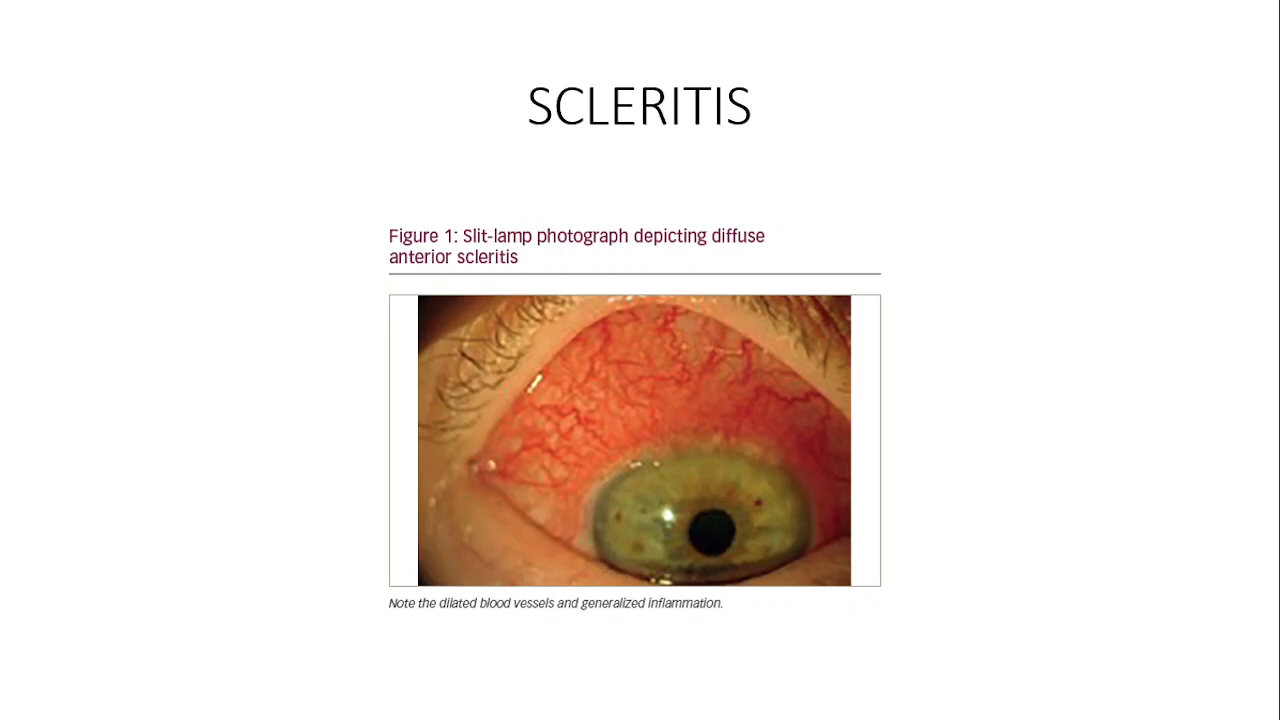 SCLERITIS
Figure 1: Slit-lamp photograph depicting diffuse
anterior scleritis
Note the dilated blood vessels and generalized inflammation.